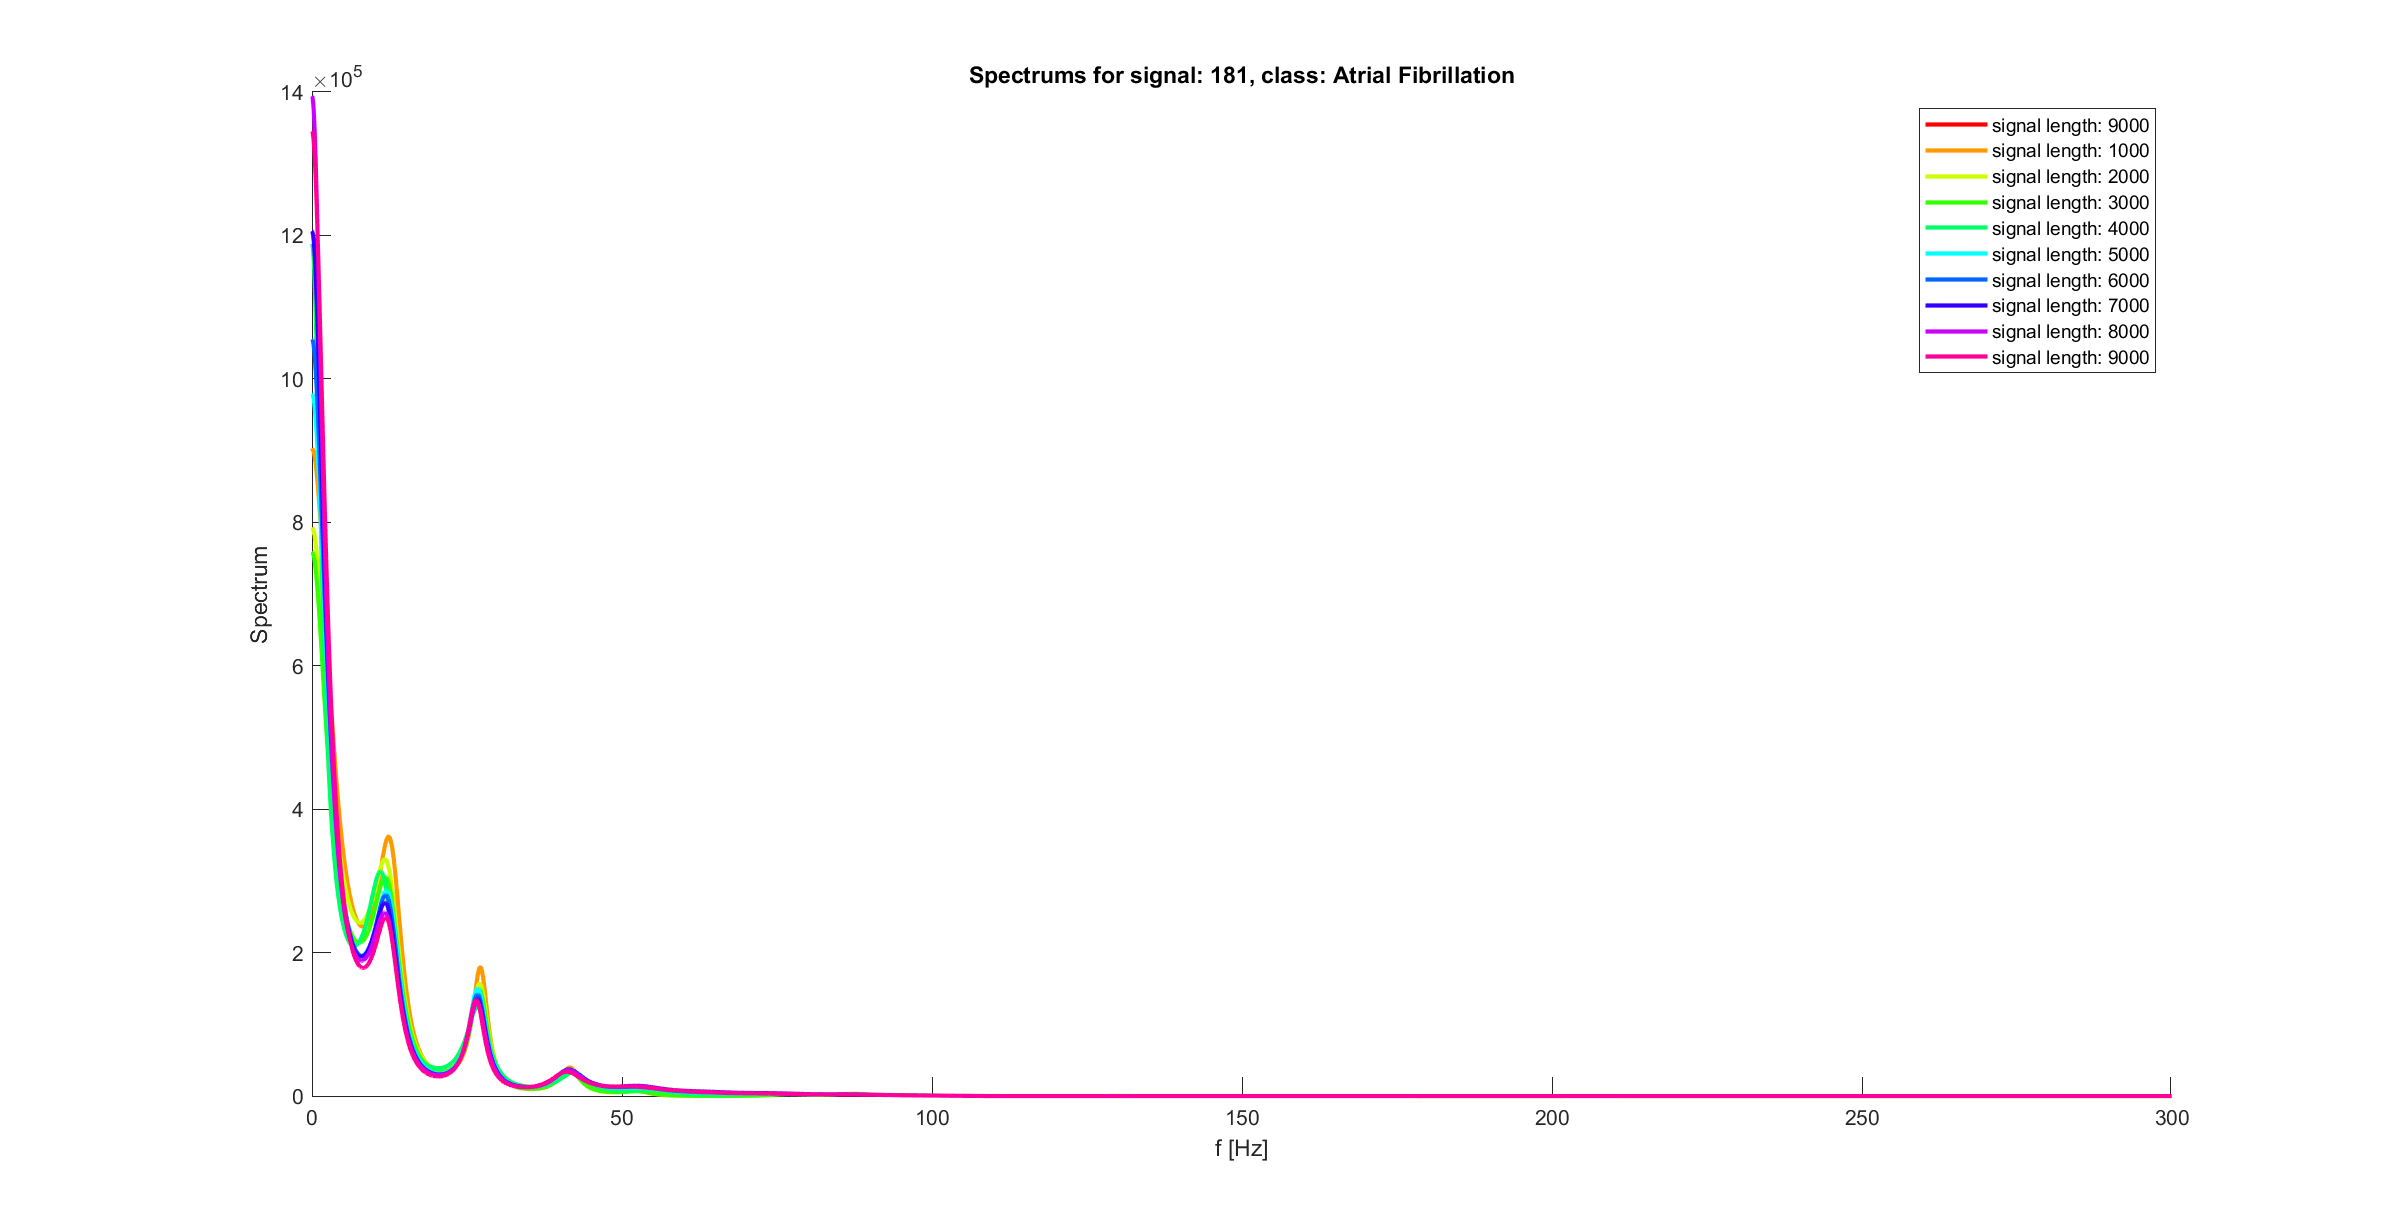 Spectrums for signal: 181, class: Atrial Fibrillation
×10^5
14
12
10
8
6
4
2
0
Spectrum
0 50 100 150 200 250 300
f [Hz]
signal length: 9000
signal length: 1000
signal length: 2000
signal length: 3000
signal length: 4000
signal length: 5000
signal length: 6000
signal length: 7000
signal length: 8000
signal length: 9000